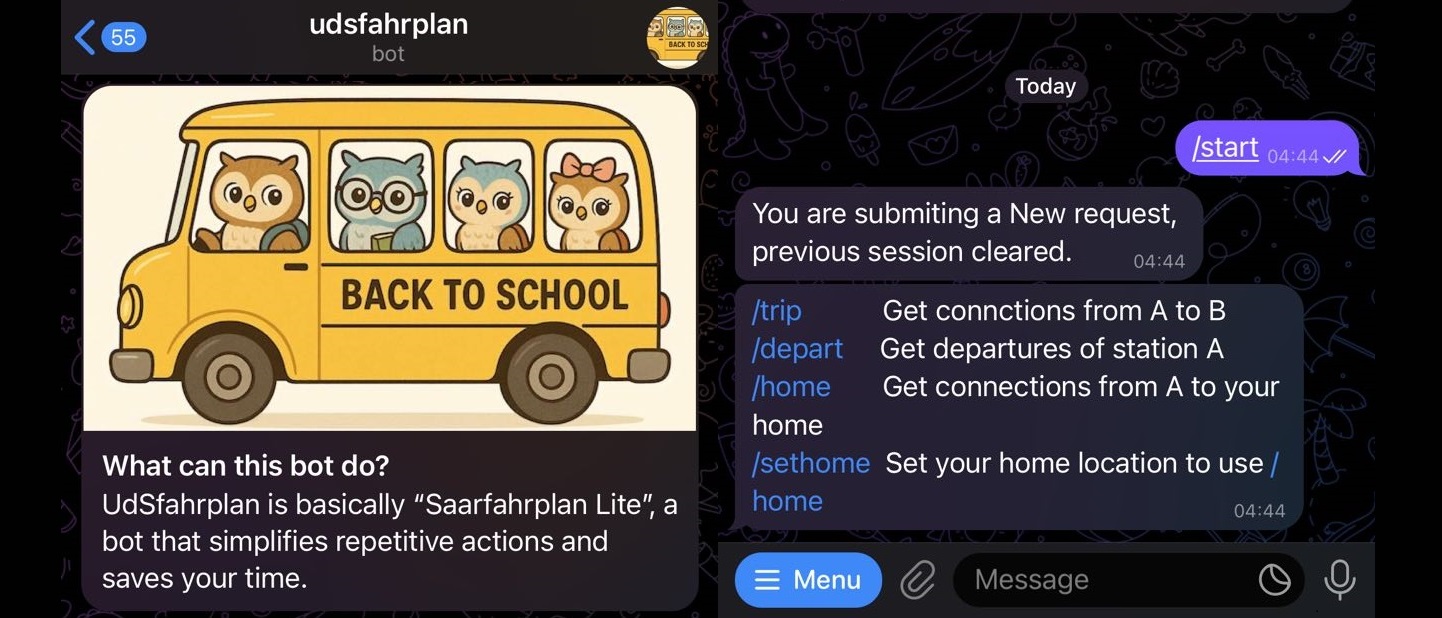 55
udsfahrplan
bot
BACK TO SCH
BACK TO SCHOOL
What can this bot do?
UdSfahrplan is basically “Saarfahrplan Lite”, a
bot that simplifies repetitive actions and
saves your time.
Today
/start 04:44
You are submiting a New request,
previous session cleared. 04:44
/trip Get connctions from A to B
/depart Get departures of station A
/home Get connections from A to your
home
/sethome Set your home location to use /
home 04:44
Menu Message